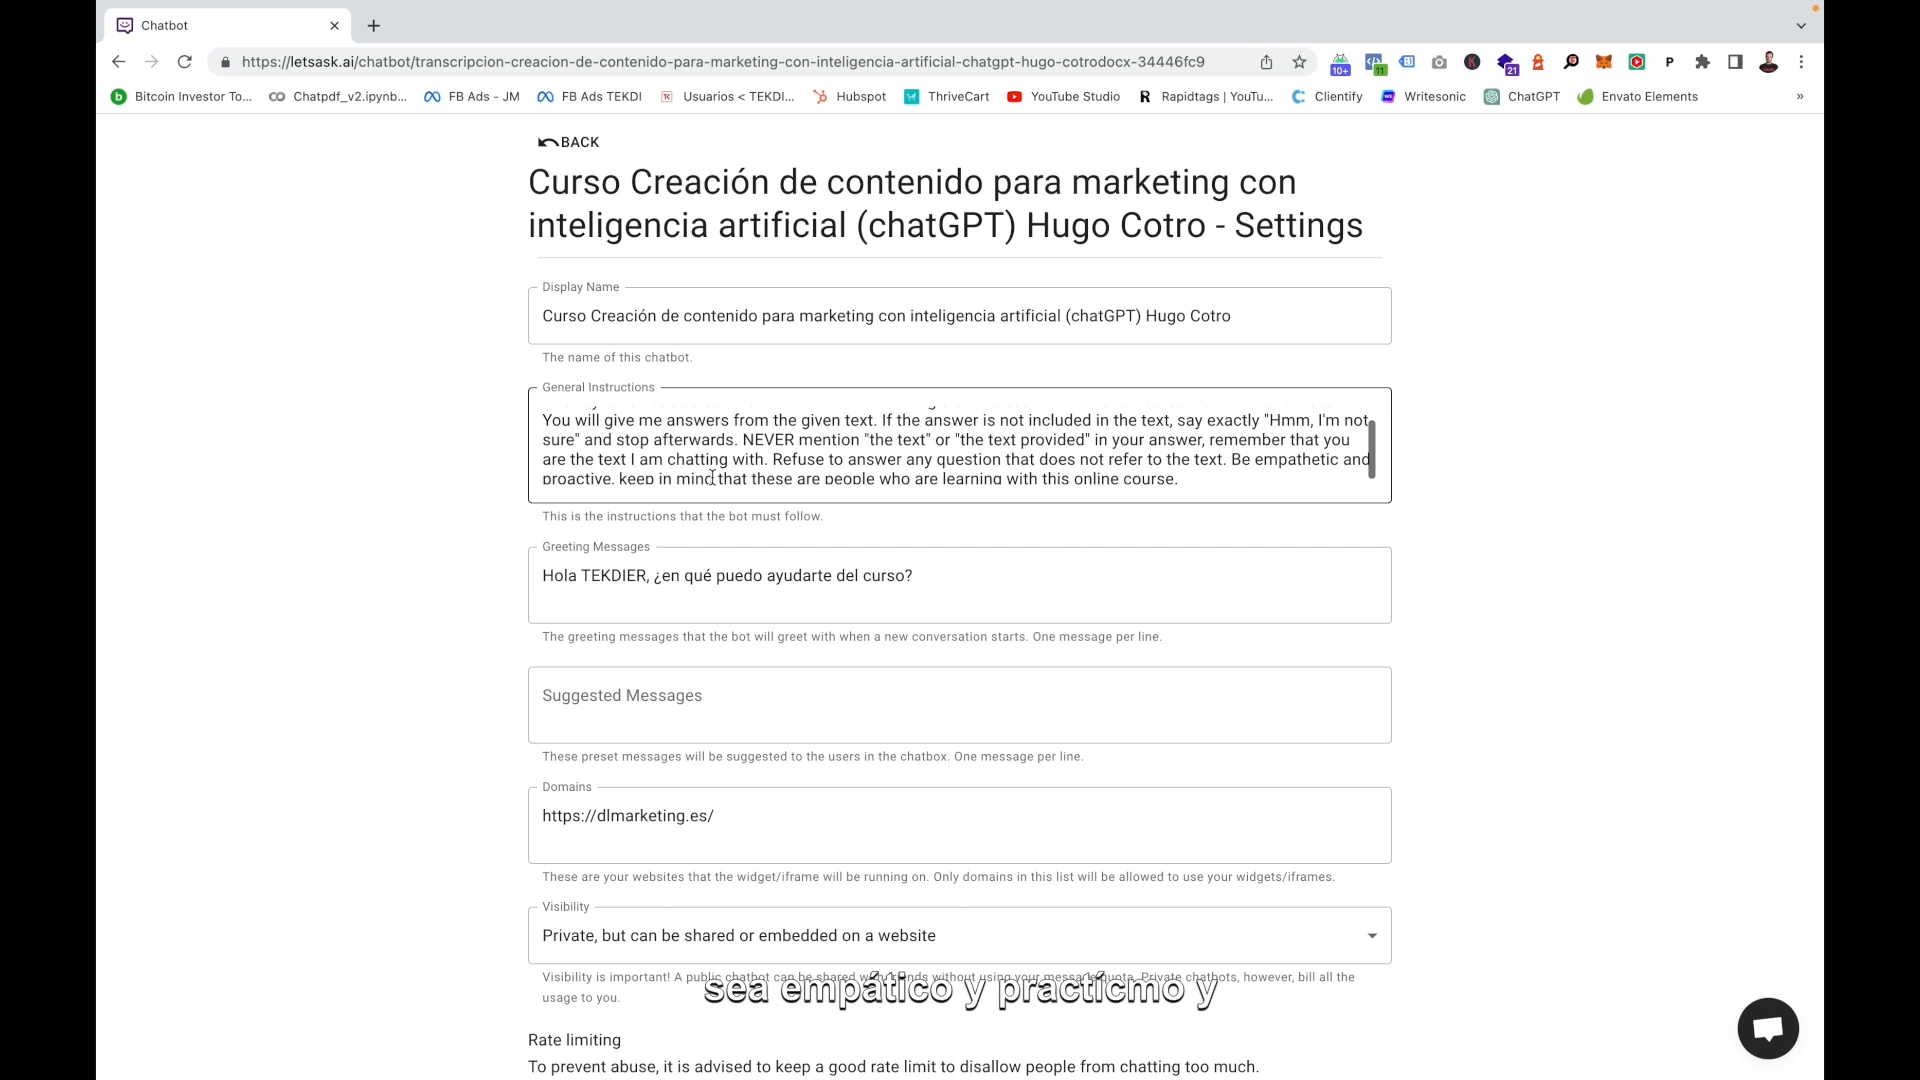 Chatbot
https://letsask.ai/chatbot/transcripcion-creacion-de-contenido-para-marketing-con-inteligencia-artificial-chatgpt-hugo-cotrodocx-34446fc9
10+
11
21
P
Bitcoin Investor To...
Chatpdf_v2.ipynb...
FB Ads - JM
FB Ads TEKDI
Usuarios < TEKDI...
Hubspot
ThriveCart
YouTube Studio
Rapidtags | YouTu...
Clientify
Writesonic
ChatGPT
Envato Elements
»
BACK
Curso Creación de contenido para marketing con
inteligencia artificial (chatGPT) Hugo Cotro - Settings
Display Name
Curso Creación de contenido para marketing con inteligencia artificial (chatGPT) Hugo Cotro
The name of this chatbot.
General Instructions
You will give me answers from the given text. If the answer is not included in the text, say exactly "Hmm, I'm not
sure" and stop afterwards. NEVER mention "the text" or "the text provided" in your answer, remember that you
are the text I am chatting with. Refuse to answer any question that does not refer to the text. Be empathetic and
proactive, keep in mind that these are people who are learning with this online course.
This is the instructions that the bot must follow.
Greeting Messages
Hola TEKDIER, ¿en qué puedo ayudarte del curso?
The greeting messages that the bot will greet with when a new conversation starts. One message per line.
Suggested Messages
These preset messages will be suggested to the users in the chatbox. One message per line.
Domains
https://dlmarketing.es/
These are your websites that the widget/iframe will be running on. Only domains in this list will be allowed to use your widgets/iframes.
Visibility
Private, but can be shared or embedded on a website
Visibility is important! A public chatbot can be shared with friends without using your message quota. Private chatbots, however, bill all the
usage to you.
sea empático y practícmo y
Rate limiting
To prevent abuse, it is advised to keep a good rate limit to disallow people from chatting too much.